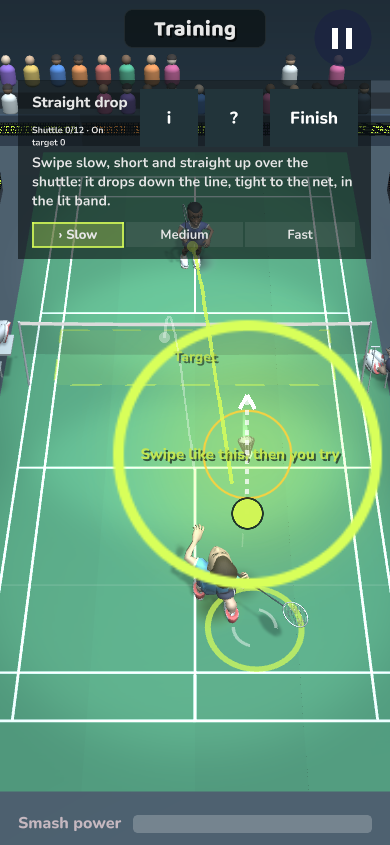 Training
Straight drop
i
?
Finish
Shuttle 0/12 · On
target 0
Swipe slow, short and straight up over the
shuttle: it drops down the line, tight to the net, in
the lit band.
› Slow
Medium
Fast
Target
Swipe like this, then you try
Smash power